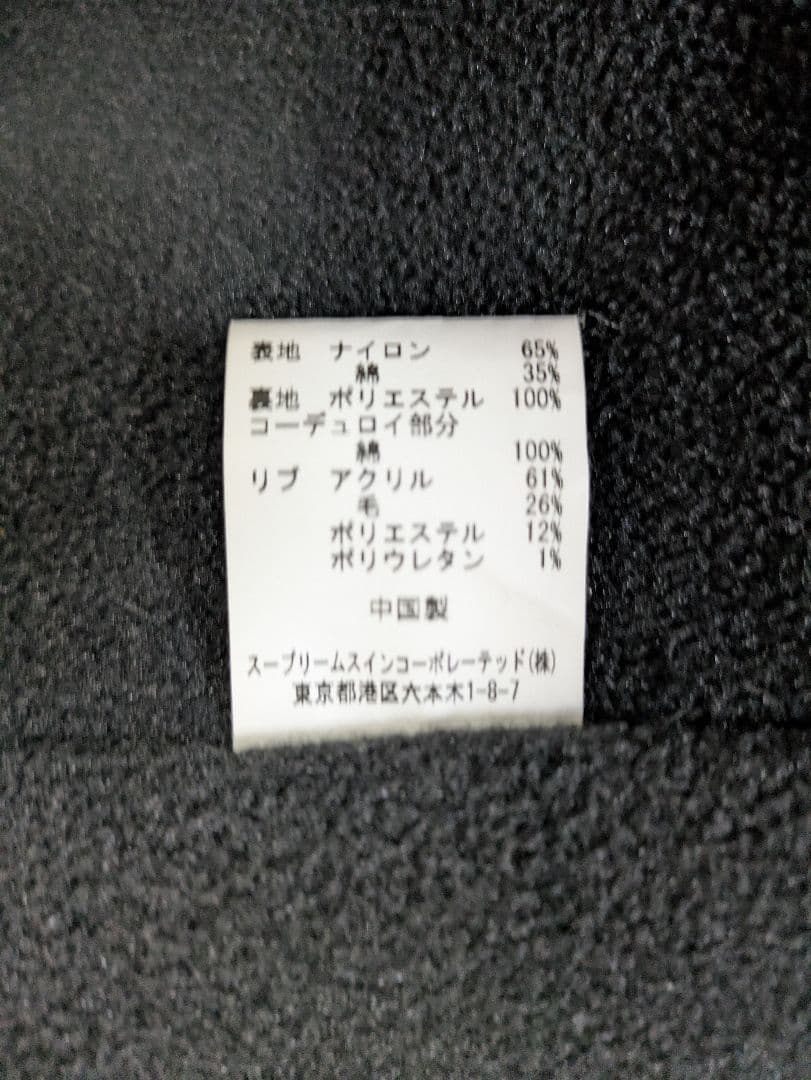 表地 ナイロン 65%
綿 35%
裏地 ポリエステル 100%
コーデュロイ部分
綿 100%
リブ アクリル 61%
毛 26%
ポリエステル 12%
ポリウレタン 1%
中国製
スープリームスインコーポレーテッド(株)
東京都港区六本木1-8-7